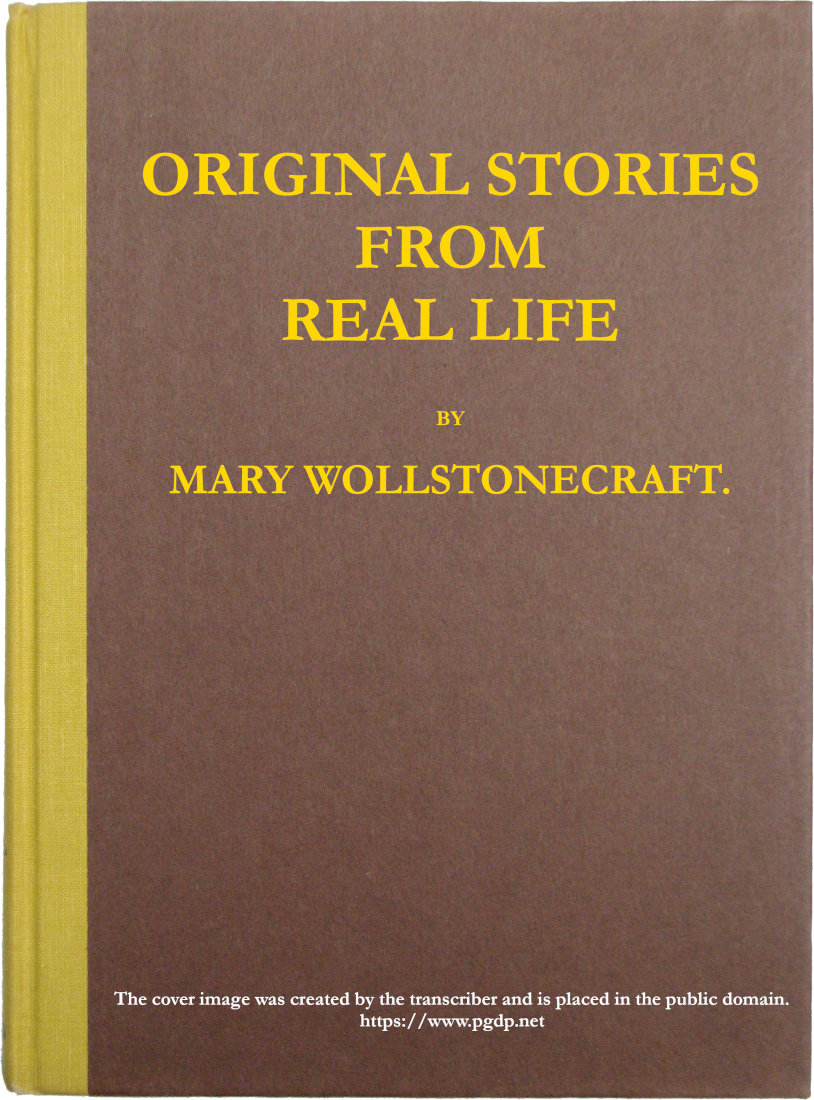 ORIGINAL STORIES
FROM
REAL LIFE
BY
MARY WOLLSTONECRAFT.
The cover image was created by the transcriber and is placed in the public domain.
https://www.pgdp.net